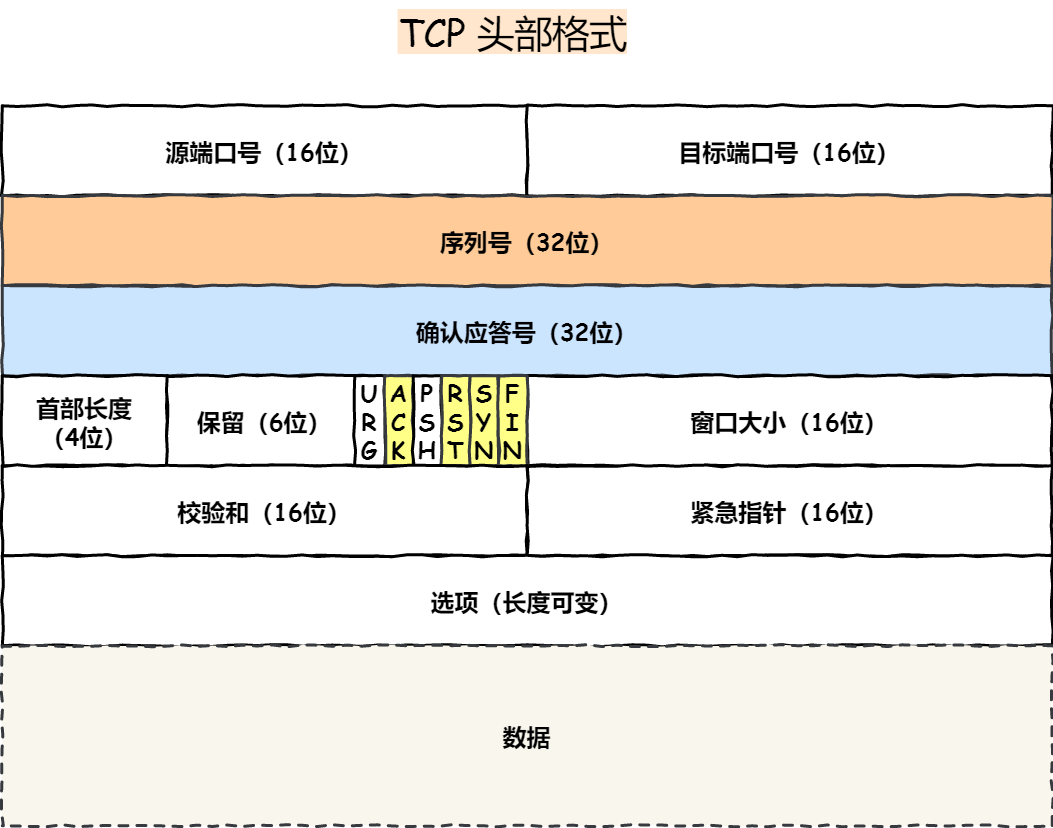 TCP 头部格式
源端口号（16位）
目标端口号（16位）
序列号（32位）
确认应答号（32位）
首部长度
(4位)
保留（6位）
URG
ACK
PSH
RST
SYN
FIN
窗口大小（16位）
校验和（16位）
紧急指针（16位）
选项（长度可变）
数据